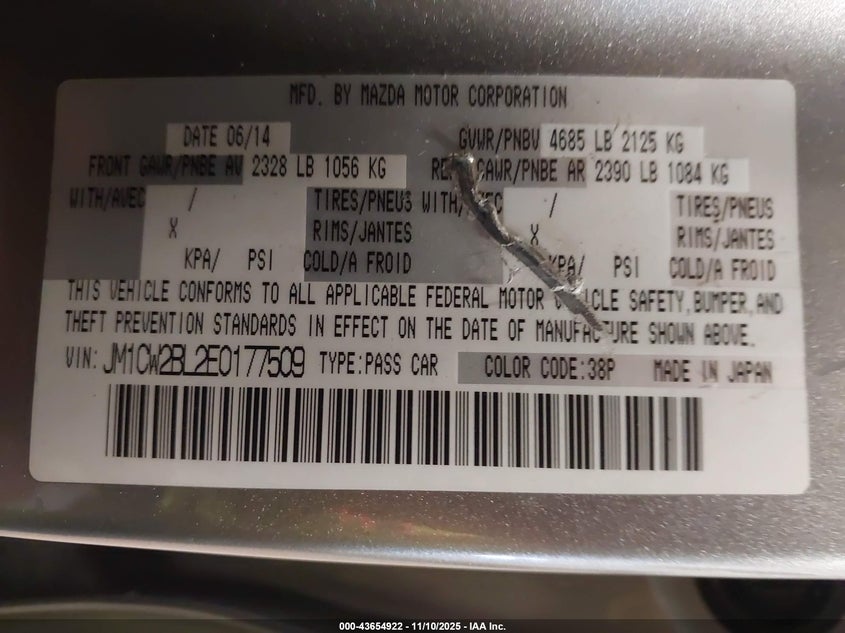 MFD. BY MAZDA MOTOR CORPORATION
DATE 06/14 GVWR/PNBV 4685 LB 2125 KG
FRONT GAWR/PNBE AV 2328 LB 1056 KG GAWR/PNBE AR 2390 LB 1084 KG
WITH/AVEC / TIRES/PNEUS WITH/AVEC / TIRES/PNEUS
X RIMS/JANTES X RIMS/JANTES
KPA/ PSI COLD/A FROID KPA/ PSI COLD/A FROID
THIS VEHICLE CONFORMS TO ALL APPLICABLE FEDERAL MOTOR VEHICLE SAFETY,BUMPER,AND
THEFT PREVENTION STANDARDS IN EFFECT ON THE DATE OF MANUFACTURE SHOWN ABOVE.
VIN: JM1CW2BL2E0177509 TYPE:PASS CAR COLOR CODE:38P MADE IN JAPAN
000-43654922 - 11/10/2025 - IAA Inc.